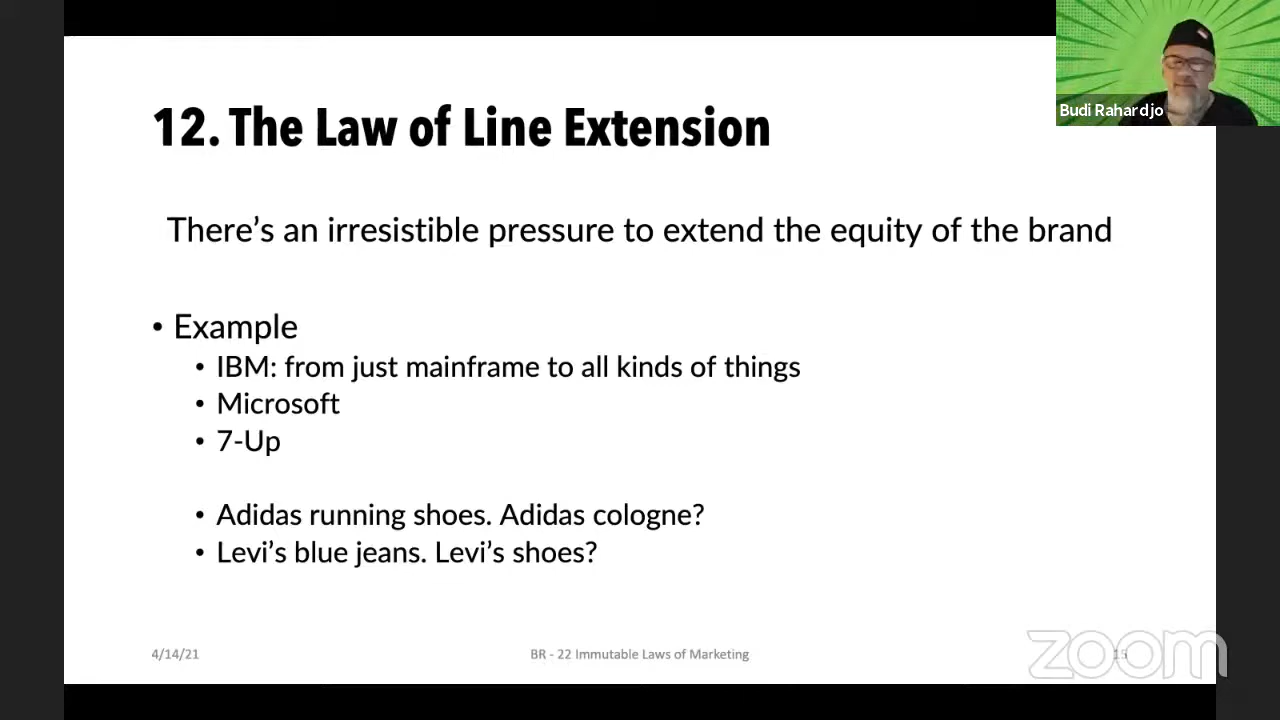 Budi Rahardjo
12. The Law of Line Extension
There's an irresistible pressure to extend the equity of the brand
• Example
• IBM: from just mainframe to all kinds of things
• Microsoft
• 7-Up
• Adidas running shoes. Adidas cologne?
• Levi's blue jeans. Levi's shoes?
4/14/21
BR - 22 Immutable Laws of Marketing
15
zoom